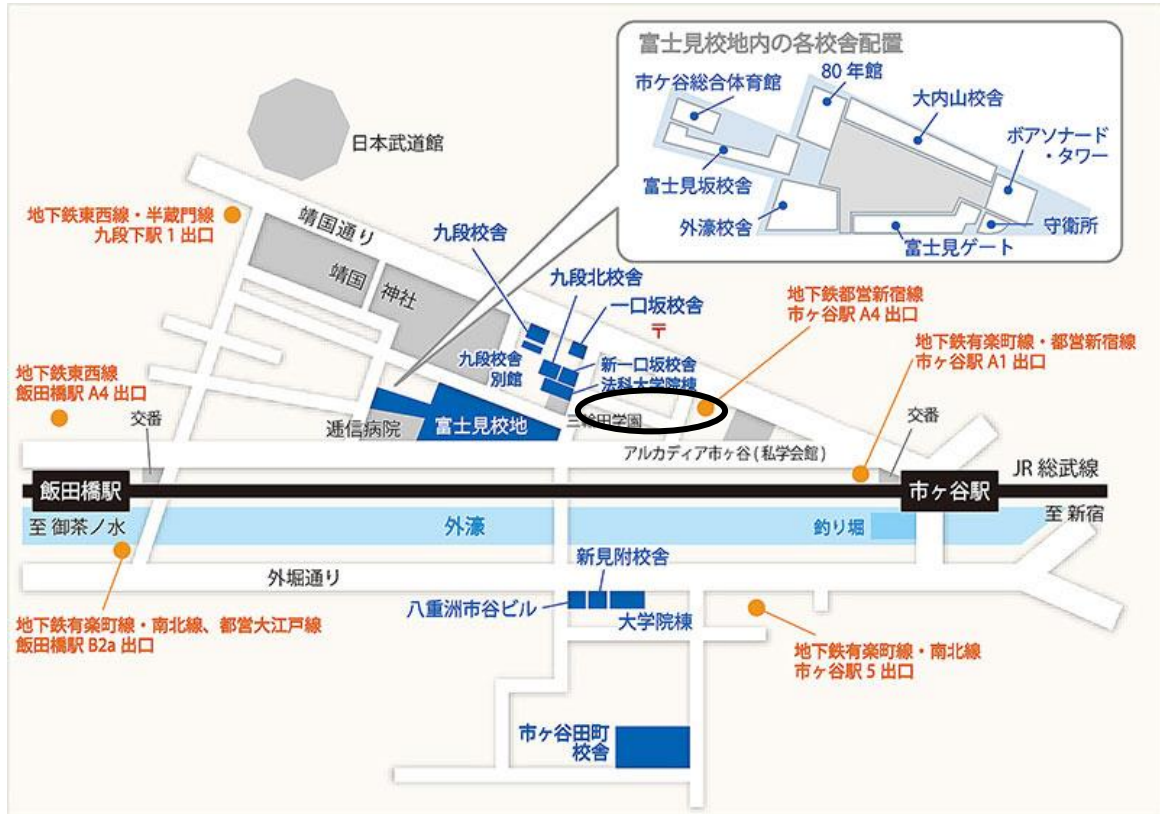 富士見校地内の各校舎配置
80年館
市ケ谷総合体育館
大内山校舎
ボアソナード
・タワー
富士見坂校舎
外濠校舎
守衛所
富士見ゲート
日本武道館
地下鉄東西線・半蔵門線
九段下駅 1 出口
靖国通り
九段校舎
靖国
神社
九段北校舎
一口坂校舎
〒
地下鉄都営新宿線
市ヶ谷駅 A4 出口
地下鉄有楽町線・都営新宿線
市ヶ谷駅 A1 出口
九段校舎
別館
新一口坂校舎
法科大学院棟
地下鉄東西線
飯田橋駅 A4 出口
交番
逓信病院
富士見校地
三輪田学園
アルカディア市ヶ谷 ( 私学会館 )
交番
JR 総武線
飯田橋駅
市ヶ谷駅
至 御茶ノ水
外濠
釣り堀
至 新宿
外堀通り
新見附校舎
八重洲市谷ビル
大学院棟
地下鉄有楽町線・南北線、都営大江戸線
飯田橋駅 B2a 出口
地下鉄有楽町線・南北線
市ヶ谷駅 5 出口
市ヶ谷田町
校舎